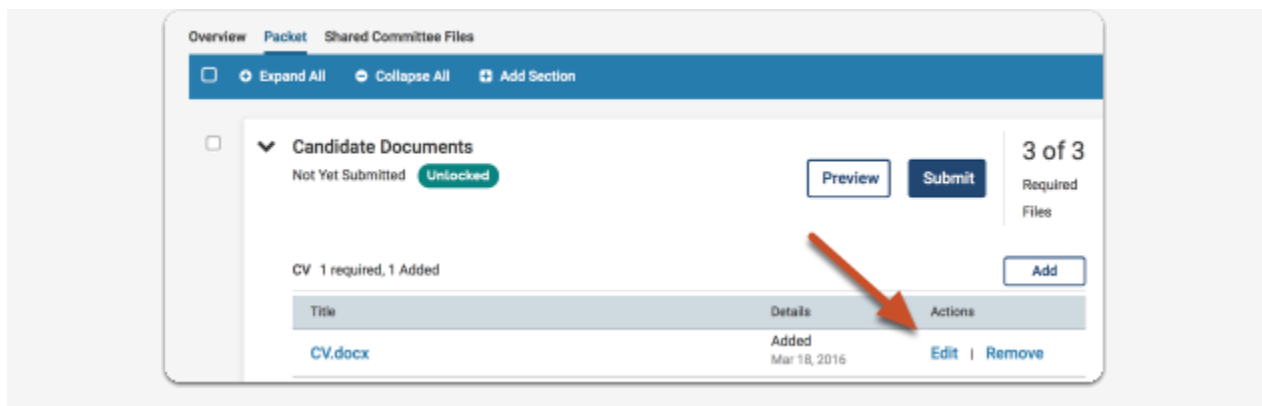 Overview Packet Shared Committee Files
Expand All Collapse All Add Section
Candidate Documents
Not Yet Submitted Unlocked
Preview Submit
3 of 3
Required
Files
CV 1 required, 1 Added
Add
Title Details Actions
CV.docx
Added
Mar 18, 2016
Edit | Remove